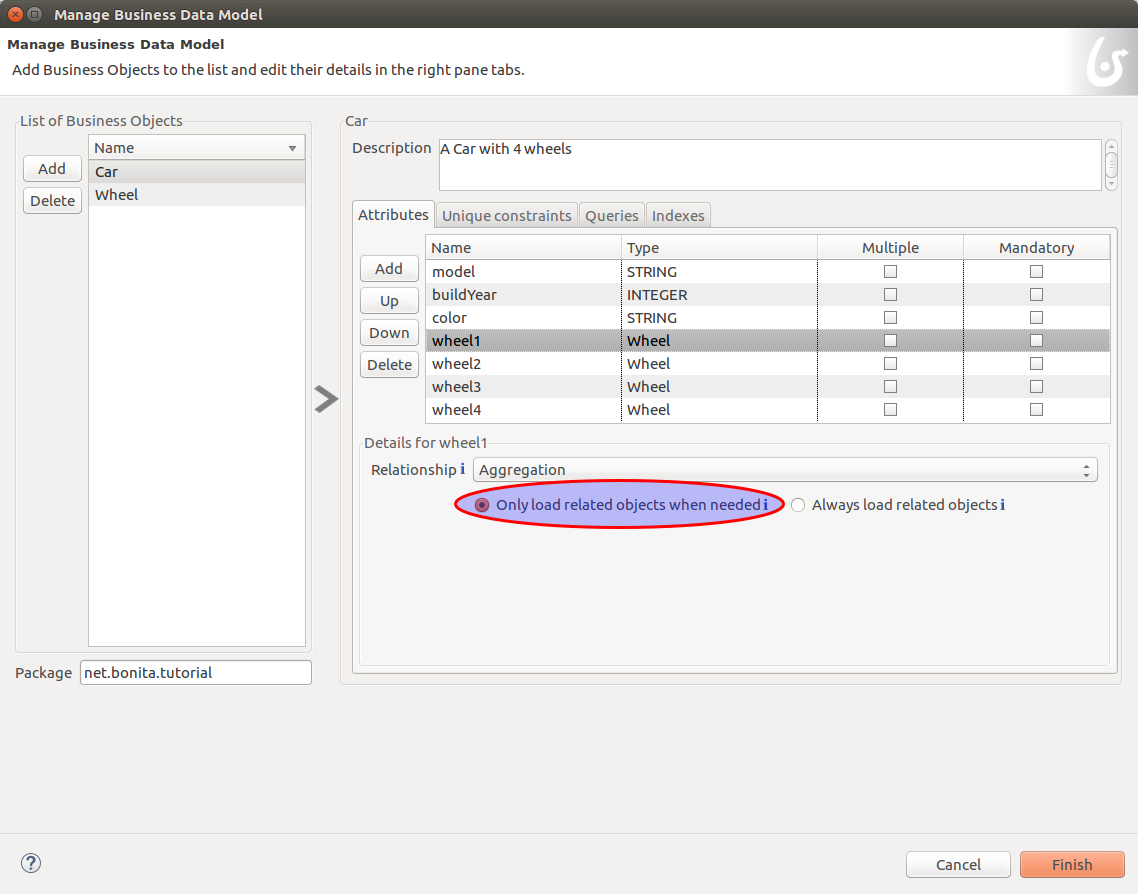 Manage Business Data Model
Manage Business Data Model
Add Business Objects to the list and edit their details in the right pane tabs.
List of Business Objects
Add
Delete
Name
Car
Wheel
Package net.bonita.tutorial
Car
Description A Car with 4 wheels
Attributes Unique constraints Queries Indexes
Add
Up
Down
Delete
Name Type Multiple Mandatory
model STRING
buildYear INTEGER
color STRING
wheel1 Wheel
wheel2 Wheel
wheel3 Wheel
wheel4 Wheel
Details for wheel1
Relationship i Aggregation
Only load related objects when needed i Always load related objects i
? Cancel Finish